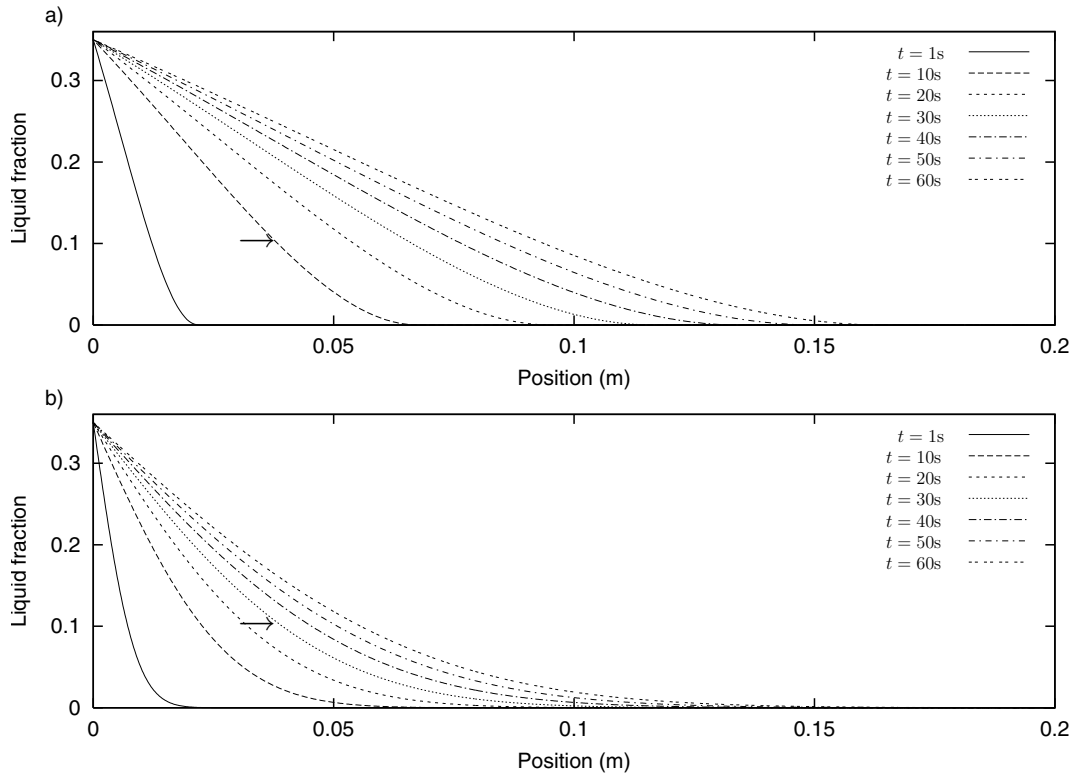 a)
Liquid fraction
0.3
0.2
0.1
0
t = 1s
t = 10s
t = 20s
t = 30s
t = 40s
t = 50s
t = 60s
0 0.05 0.1 0.15 0.2
Position (m)
b)
Liquid fraction
0.3
0.2
0.1
0
t = 1s
t = 10s
t = 20s
t = 30s
t = 40s
t = 50s
t = 60s
0 0.05 0.1 0.15 0.2
Position (m)